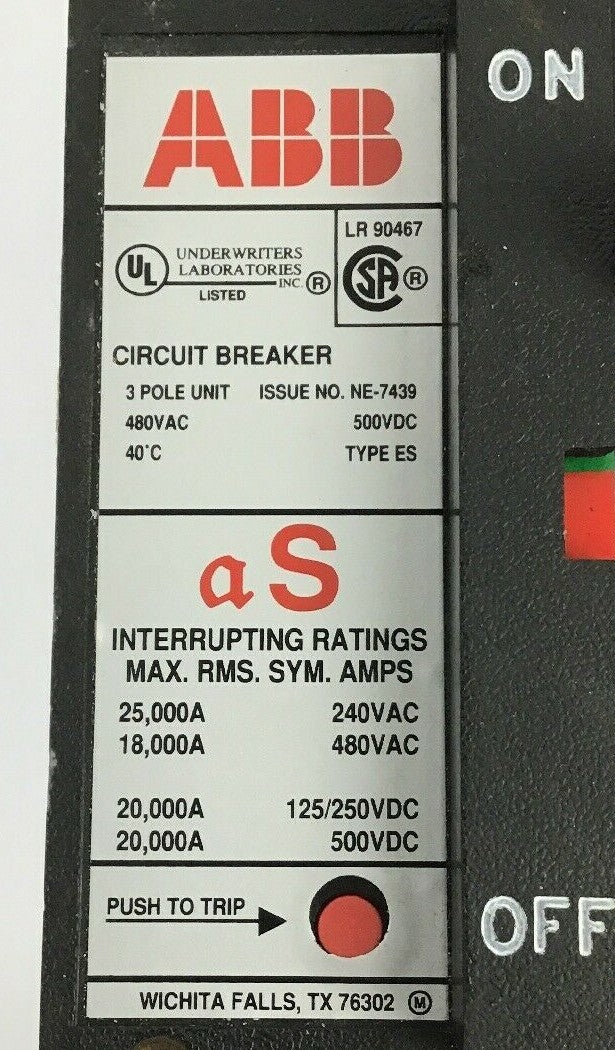 ABB
ON
LR 90467
UL
UNDERWRITERS
LABORATORIES
INC. ®
LISTED
SA ®
CIRCUIT BREAKER
3 POLE UNIT ISSUE NO. NE-7439
480VAC 500VDC
40°C TYPE ES
aS
INTERRUPTING RATINGS
MAX. RMS. SYM. AMPS
25,000A 240VAC
18,000A 480VAC
20,000A 125/250VDC
20,000A 500VDC
PUSH TO TRIP
OFF
WICHITA FALLS, TX 76302 Ⓜ